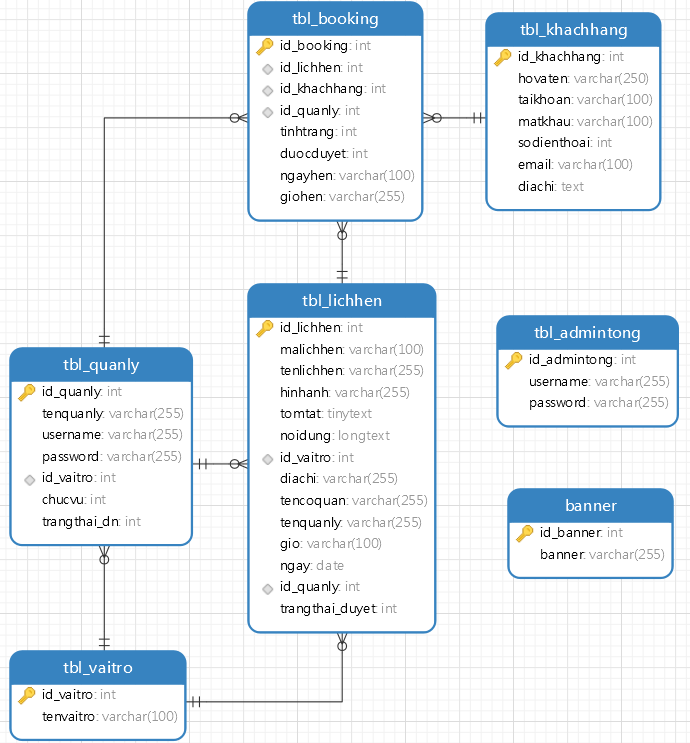 tbl_booking
id_booking: int
id_lichhen: int
id_khachhang: int
id_quanly: int
tinhtrang: int
duocduyet: int
ngayhen: varchar(100)
giohen: varchar(255)
tbl_khachhang
id_khachhang: int
hovaten: varchar(250)
taikhoan: varchar(100)
matkhau: varchar(100)
sodienthoai: int
email: varchar(100)
diachi: text
tbl_lichhen
id_lichhen: int
malichhen: varchar(100)
tenlichhen: varchar(255)
hinhanh: varchar(255)
tomtat: tinytext
noidung: longtext
id_vaitro: int
diachi: varchar(255)
tencoquan: varchar(255)
tenquanly: varchar(255)
gio: varchar(100)
ngay: date
id_quanly: int
trangthai_duyet: int
tbl_admintong
id_admintong: int
username: varchar(255)
password: varchar(255)
tbl_quanly
id_quanly: int
tenquanly: varchar(255)
username: varchar(255)
password: varchar(255)
id_vaitro: int
chucvu: int
trangthai_dn: int
banner
id_banner: int
banner: varchar(255)
tbl_vaitro
id_vaitro: int
tenvaitro: varchar(100)